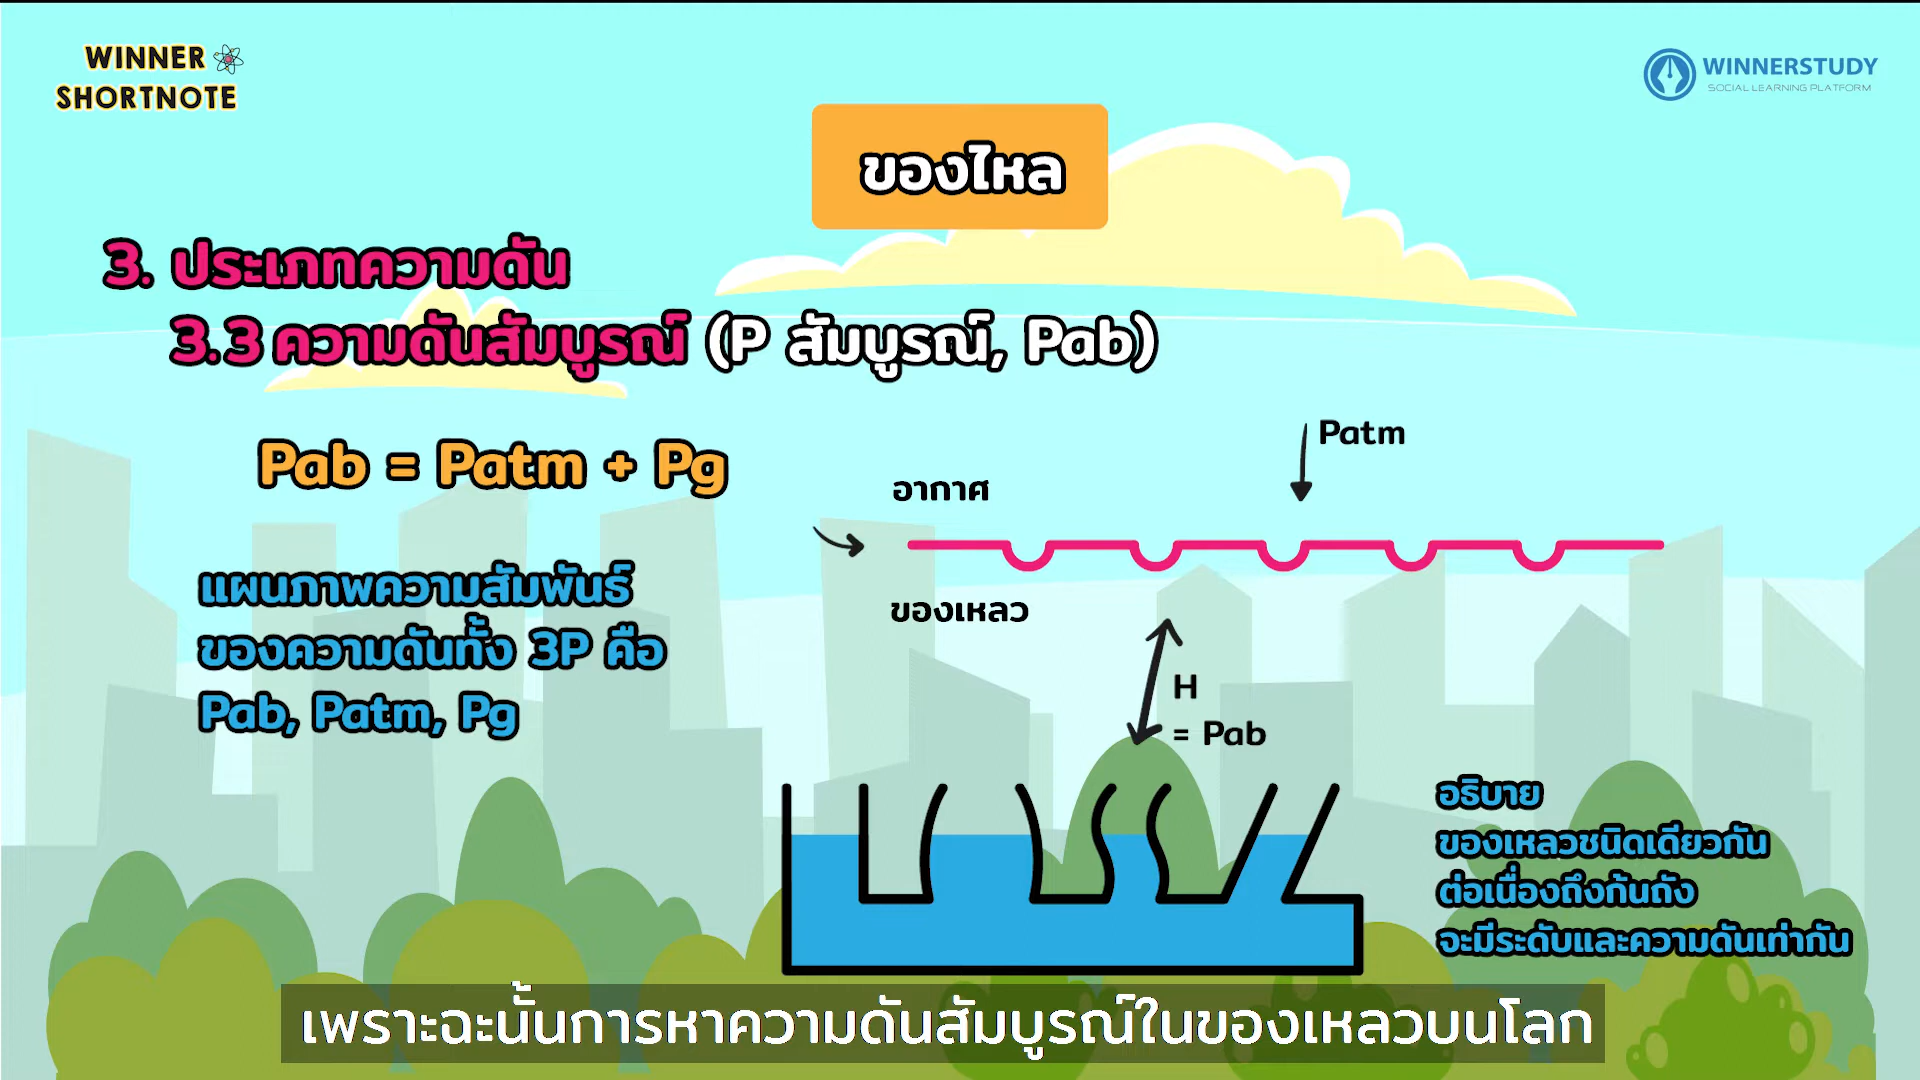 WINNER
SHORTNOTE
WINNERSTUDY
SOCIAL LEARNING PLATFORM
ของไหล
3. ประเภทความดัน
3.3 ความดันสัมบูรณ์ (P สัมบูรณ์, Pab)
Pab = Patm + Pg
แผนภาพความสัมพันธ์
ของความดันทั้ง 3P คือ
Pab, Patm, Pg
Patm
อากาศ
ของเหลว
H
= Pab
อธิบาย
ของเหลวชนิดเดียวกัน
ต่อเนื่องถึงก้นถัง
จะมีระดับและความดันเท่ากัน
เพราะฉะนั้นการหาความดันสัมบูรณ์ในของเหลวบนโลก